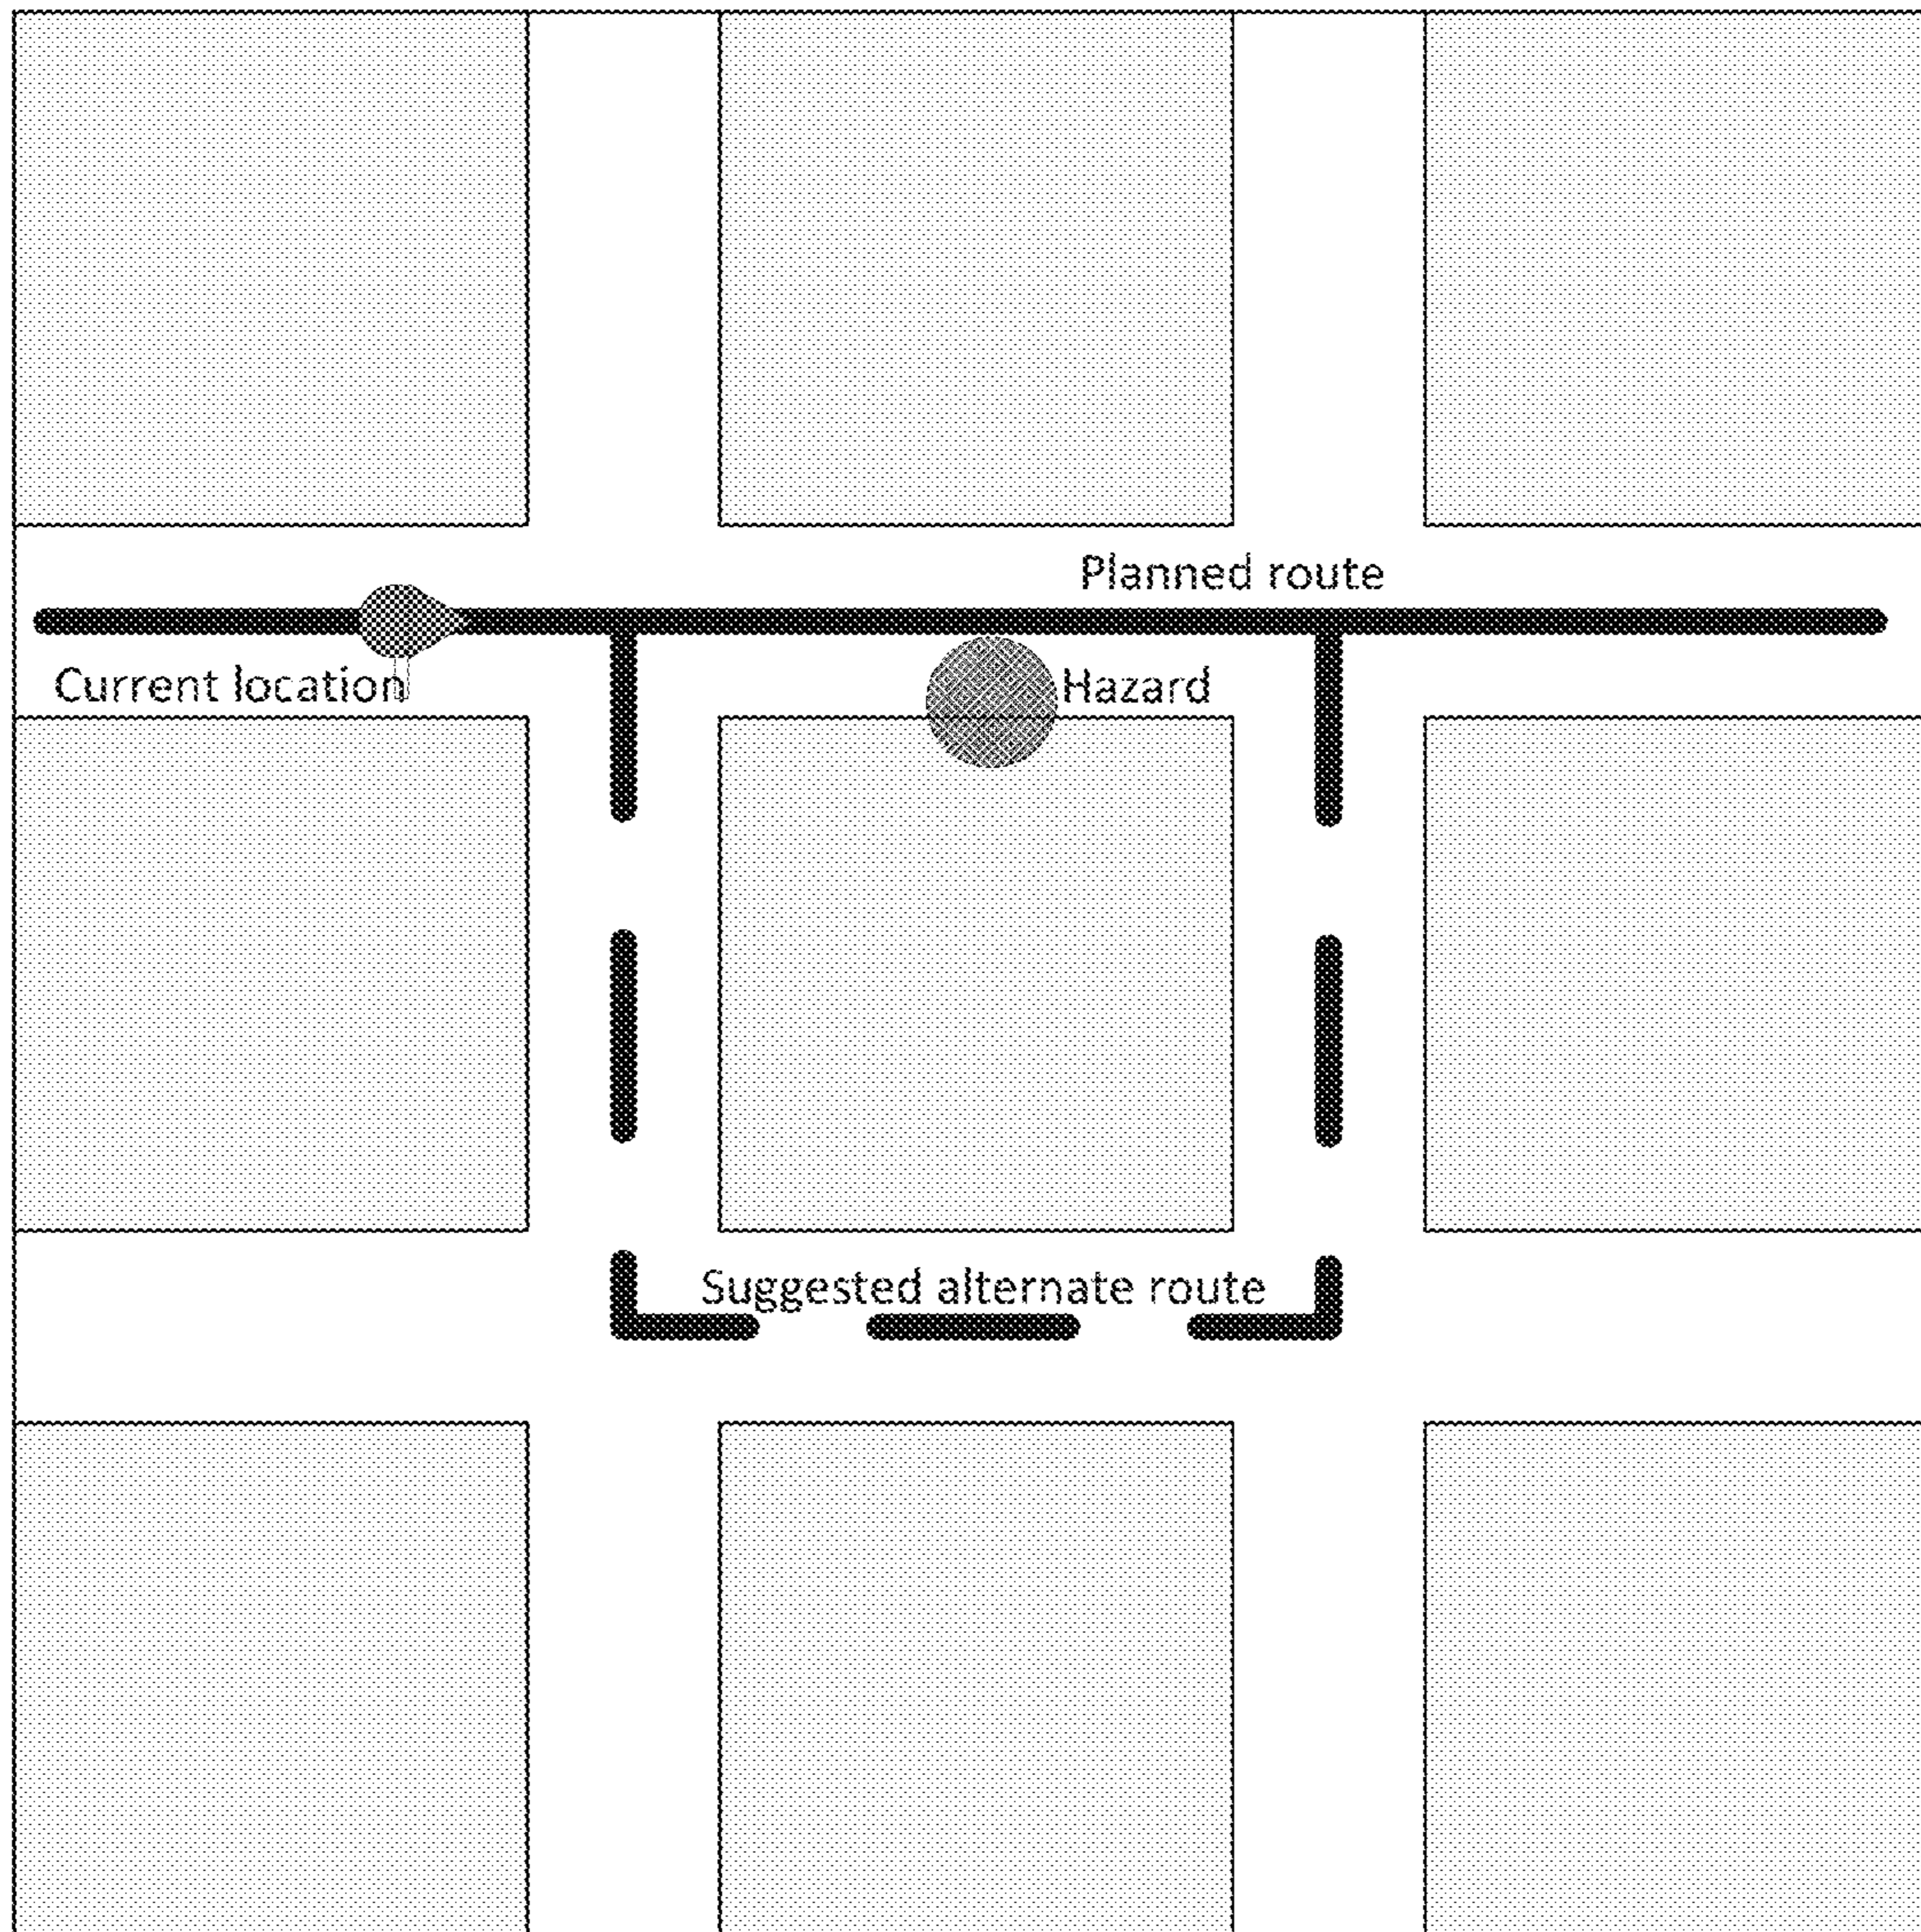 Planned route
Current location
Hazard
Suggested alternate route